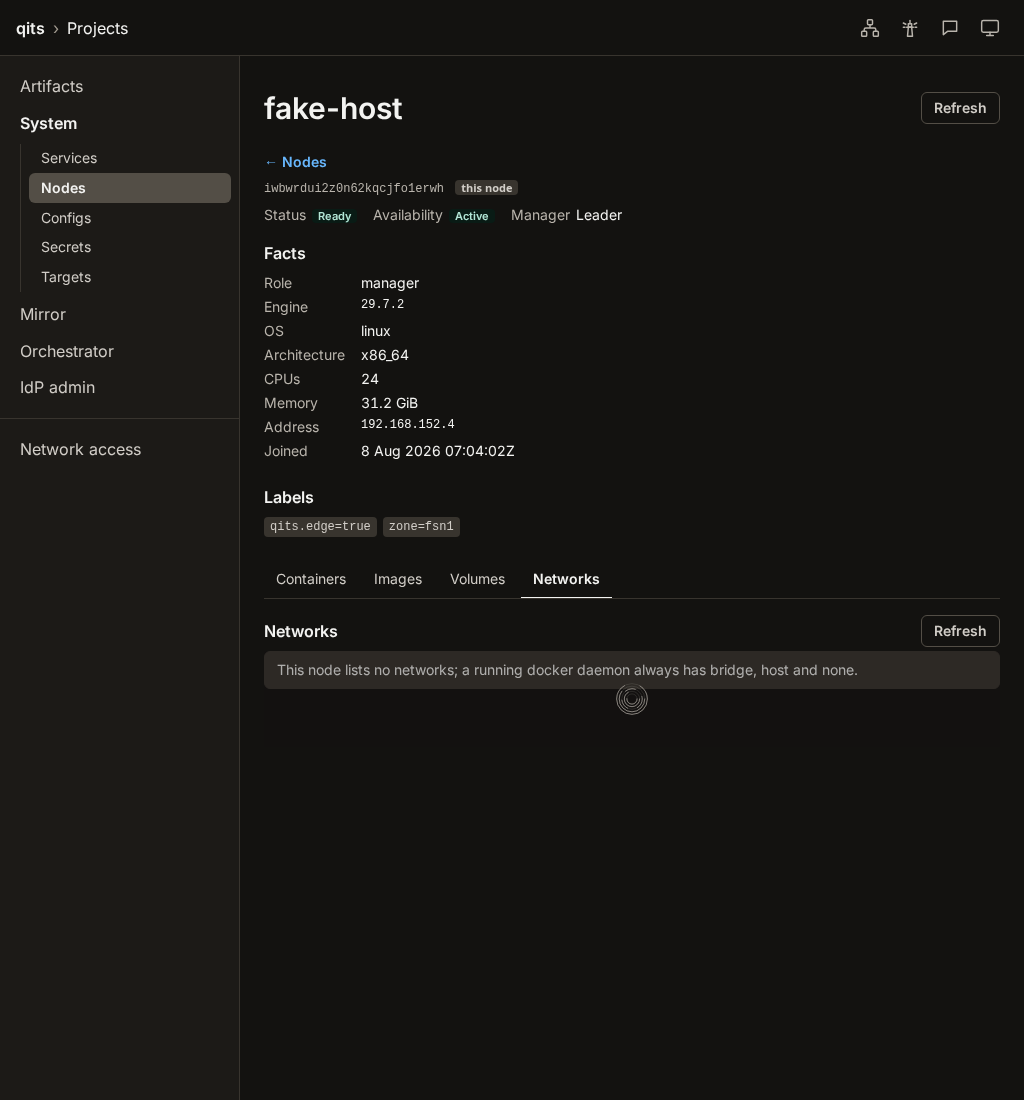 qits › Projects
Artifacts
System
Services
Nodes
Configs
Secrets
Targets
Mirror
Orchestrator
IdP admin
Network access
fake-host
Refresh
← Nodes
iwbwrdui2z0n62kqcjfo1erwh this node
Status Ready Availability Active Manager Leader
Facts
Role manager
Engine 29.7.2
OS linux
Architecture x86_64
CPUs 24
Memory 31.2 GiB
Address 192.168.152.4
Joined 8 Aug 2026 07:04:02Z
Labels
qits.edge=true zone=fsn1
Containers Images Volumes Networks
Networks
Refresh
This node lists no networks; a running docker daemon always has bridge, host and none.